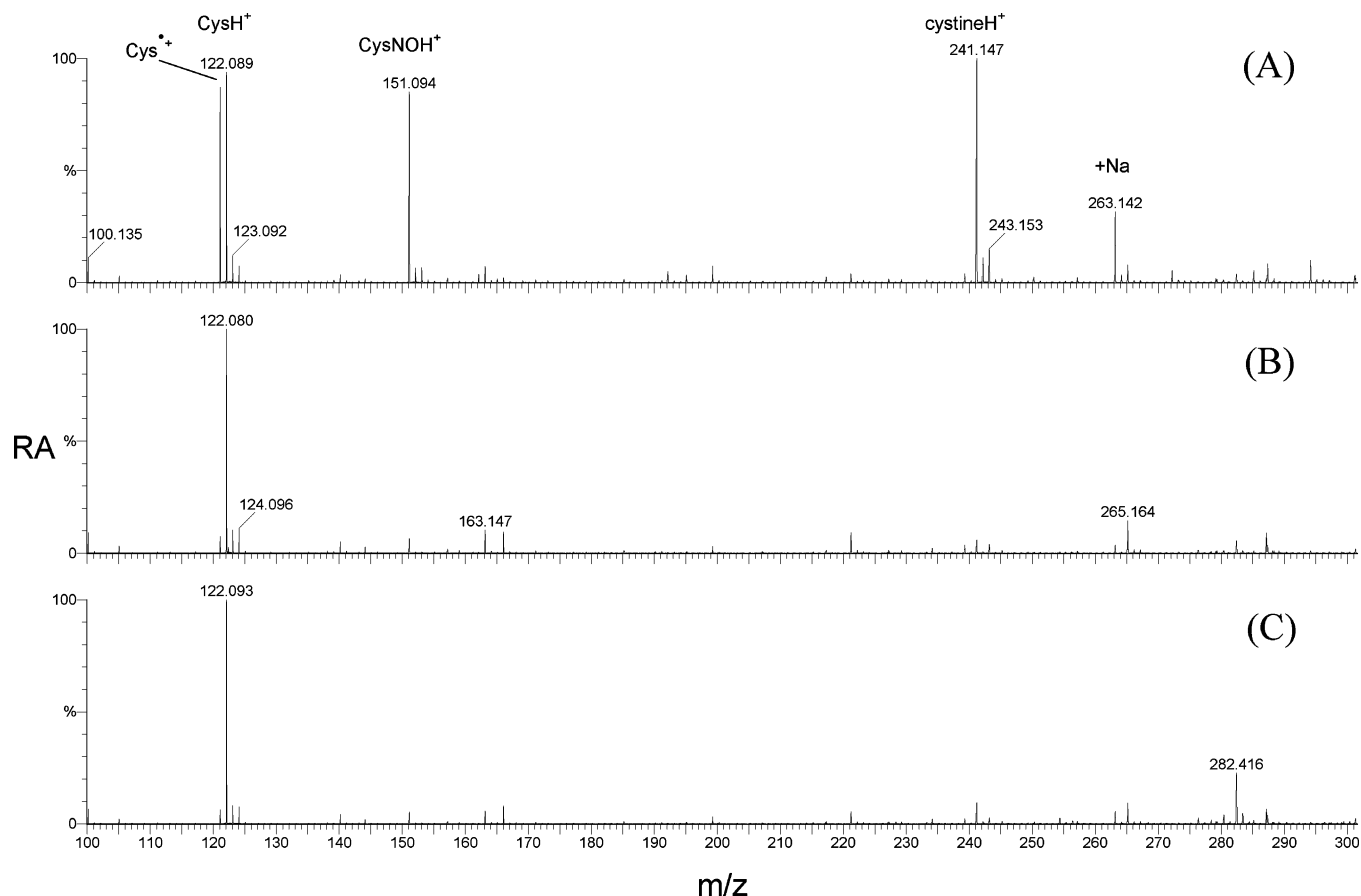 CysH⁺
Cys•⁺
CysNOH⁺
cystineH⁺
(A)
100
122.089
151.094
241.147
%
+Na
263.142
100.135
123.092
243.153
0
(B)
100
122.080
RA
%
124.096
163.147
265.164
0
(C)
100
122.093
%
282.416
0
100 110 120 130 140 150 160 170 180 190 200 210 220 230 240 250 260 270 280 290 300
m/z